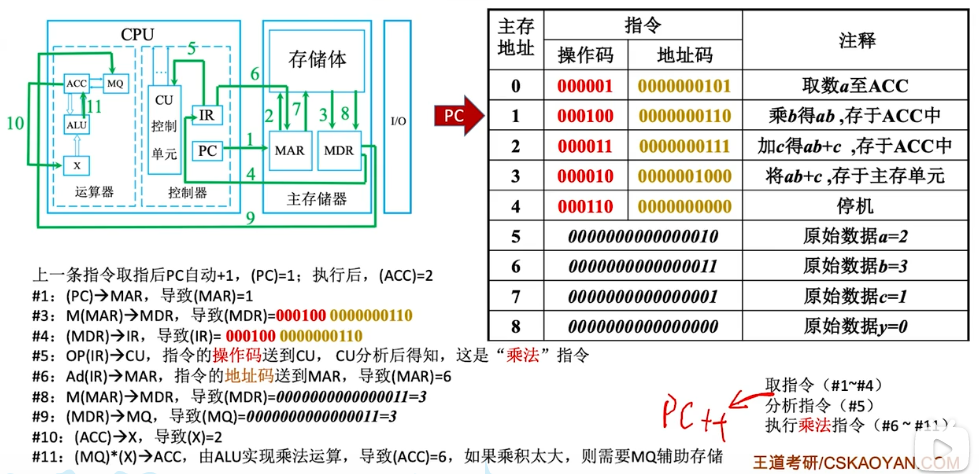 CPU
ACC
MQ
ALU
X
运算器
CU
控制
单元
IR
PC
控制器
存储体
MAR
MDR
主存储器
I/O
1
2
3
4
5
6
7
8
9
10
11
PC
主存地址 指令 注释
操作码 地址码
0 000001 0000000101 取数a至ACC
1 000100 0000000110 乘b得ab ,存于ACC中
2 000011 0000000111 加c得ab+c ,存于ACC中
3 000010 0000001000 将ab+c ,存于主存单元
4 000110 0000000000 停机
5 0000000000000010 原始数据a=2
6 0000000000000011 原始数据b=3
7 0000000000000001 原始数据c=1
8 0000000000000000 原始数据y=0
上一条指令取指后PC自动+1，(PC)=1；执行后，(ACC)=2
#1：(PC)→MAR，导致(MAR)=1
#3：M(MAR)→MDR，导致(MDR)=000100 0000000110
#4：(MDR)→IR，导致(IR)= 000100 0000000110
#5：OP(IR)→CU，指令的操作码送到CU， CU分析后得知，这是“乘法”指令
#6：Ad(IR)→MAR，指令的地址码送到MAR，导致(MAR)=6
#8：M(MAR)→MDR，导致(MDR)=0000000000000011=3
#9：(MDR)→MQ，导致(MQ)=0000000000000011=3
#10：(ACC)→X，导致(X)=2
#11：(MQ)*(X)→ACC，由ALU实现乘法运算，导致(ACC)=6，如果乘积太大，则需要MQ辅助存储
PC++
取指令（#1~#4）
分析指令（#5）
执行乘法指令（#6 ~ #11）
王道考研/CSKAOYAN.COM